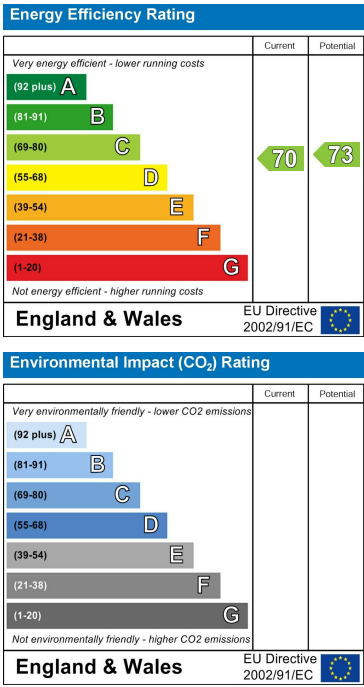 Energy Efficiency Rating
Current Potential
Very energy efficient - lower running costs
(92 plus) A
(81-91) B
(69-80) C
(55-68) D
(39-54) E
(21-38) F
(1-20) G
70 73
Not energy efficient - higher running costs
England & Wales
EU Directive
2002/91/EC
Environmental Impact (CO₂) Rating
Current Potential
Very environmentally friendly - lower CO2 emissions
(92 plus) A
(81-91) B
(69-80) C
(55-68) D
(39-54) E
(21-38) F
(1-20) G
Not environmentally friendly - higher CO2 emissions
England & Wales
EU Directive
2002/91/EC